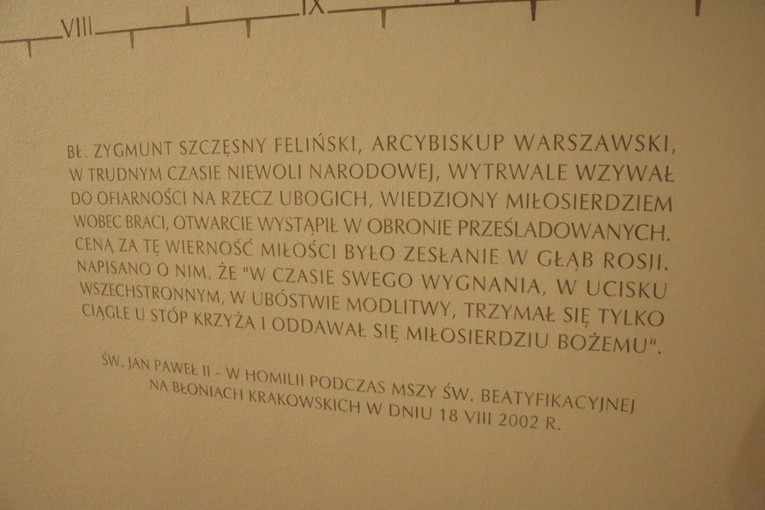 VIII IX
BŁ. ZYGMUNT SZCZĘSNY FELIŃSKI, ARCYBISKUP WARSZAWSKI,
W TRUDNYM CZASIE NIEWOLI NARODOWEJ, WYTRWALE WZYWAŁ
DO OFIARNOŚCI NA RZECZ UBOGICH, WIEDZIONY MIŁOSIERDZIEM
WOBEC BRACI, OTWARCIE WYSTĄPIŁ W OBRONIE PRZEŚLADOWANYCH.
CENĄ ZA TĘ WIERNOŚĆ MIŁOŚCI BYŁO ZESŁANIE W GŁĄB ROSJI.
NAPISANO O NIM, ŻE "W CZASIE SWEGO WYGNANIA, W UCISKU
WSZECHSTRONNYM, W UBÓSTWIE MODLITWY, TRZYMAŁ SIĘ TYLKO
CIĄGLE U STÓP KRZYŻA I ODDAWAŁ SIĘ MIŁOSIERDZIU BOŻEMU".
ŚW. JAN PAWEŁ II - W HOMILII PODCZAS MSZY ŚW. BEATYFIKACYJNEJ
NA BŁONIACH KRAKOWSKICH W DNIU 18 VIII 2002 R.